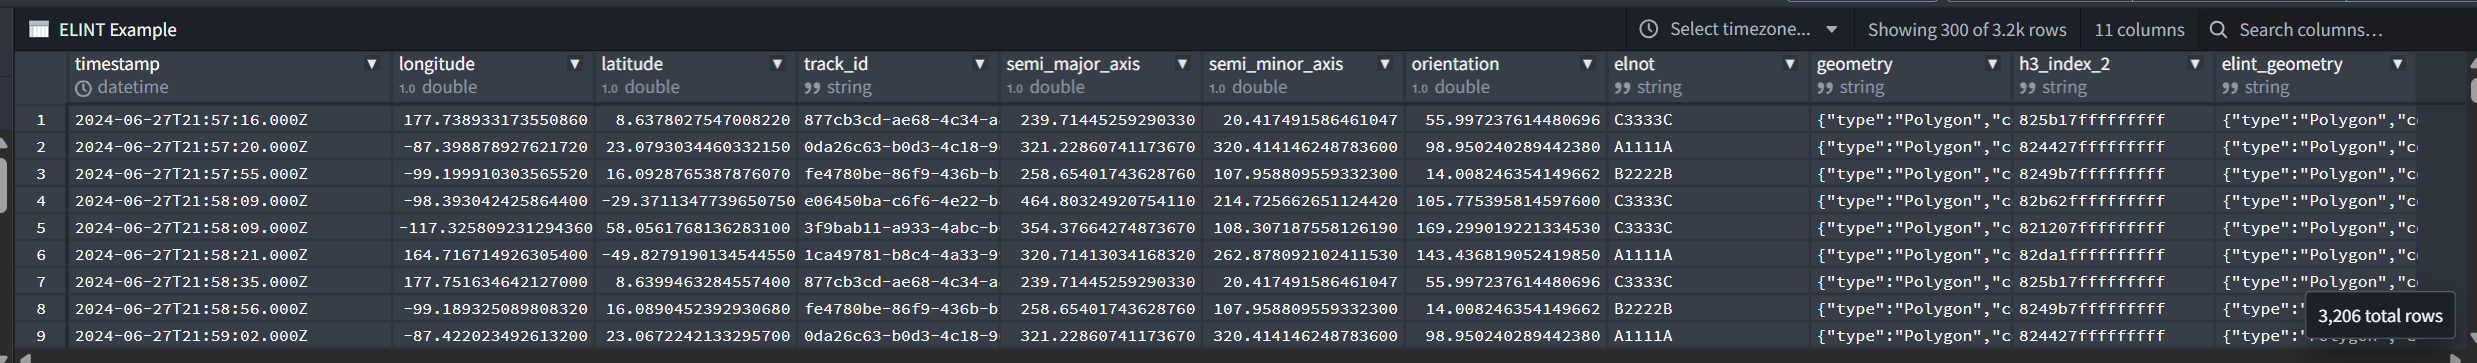 ELINT Example Select timezone... Showing 300 of 3.2k rows 11 columns Search columns...
timestamp longitude latitude track_id semi_major_axis semi_minor_axis orientation elnot geometry h3_index_2 elint_geometry
datetime 1.0 double 1.0 double string 1.0 double 1.0 double 1.0 double string string string string
1 2024-06-27T21:57:16.000Z 177.738933173550860 8.6378027547008220 877cb3cd-ae68-4c34-a 239.71445259290330 20.417491586461047 55.997237614480696 C3333C {"type":"Polygon","c 825b17fffffffff {"type":"Polygon","c
2 2024-06-27T21:57:20.000Z -87.398878927621720 23.0793034460332150 0da26c63-b0d3-4c18-9 321.22860741173670 320.414146248783600 98.950240289442380 A1111A {"type":"Polygon","c 824427fffffffff {"type":"Polygon","c
3 2024-06-27T21:57:55.000Z -99.199910303565520 16.0928765387876070 fe4780be-86f9-436b-b 258.65401743628760 107.958809559332300 14.008246354149662 B2222B {"type":"Polygon","c 8249b7fffffffff {"type":"Polygon","c
4 2024-06-27T21:58:09.000Z -98.393042425864400 -29.3711347739650750 e06450ba-c6f6-4e22-b 464.80324920754110 214.725662651124420 105.775395814597600 C3333C {"type":"Polygon","c 82b62ffffffffff {"type":"Polygon","c
5 2024-06-27T21:58:09.000Z -117.325809231294360 58.0561768136283100 3f9bab11-a933-4abc-b 354.37664274873670 108.307187558126190 169.299019221334530 C3333C {"type":"Polygon","c 821207fffffffff {"type":"Polygon","c
6 2024-06-27T21:58:21.000Z 164.716714926305400 -49.8279190134544550 1ca49781-b8c4-4a33-9 320.71413034168320 262.878092102411530 143.436819052419850 A1111A {"type":"Polygon","c 82da1ffffffffff {"type":"Polygon","c
7 2024-06-27T21:58:35.000Z 177.751634642127000 8.6399463284557400 877cb3cd-ae68-4c34-a 239.71445259290330 20.417491586461047 55.997237614480696 C3333C {"type":"Polygon","c 825b17fffffffff {"type":"Polygon","c
8 2024-06-27T21:58:56.000Z -99.189325089808320 16.0890452392930680 fe4780be-86f9-436b-b 258.65401743628760 107.958809559332300 14.008246354149662 B2222B {"type":"Polygon","c 8249b7fffffffff {"type":"
9 2024-06-27T21:59:02.000Z -87.422023492613200 23.0672242133295700 0da26c63-b0d3-4c18-9 321.22860741173670 320.414146248783600 98.950240289442380 A1111A {"type":"Polygon","c 824427fffffffff {"type":
3,206 total rows